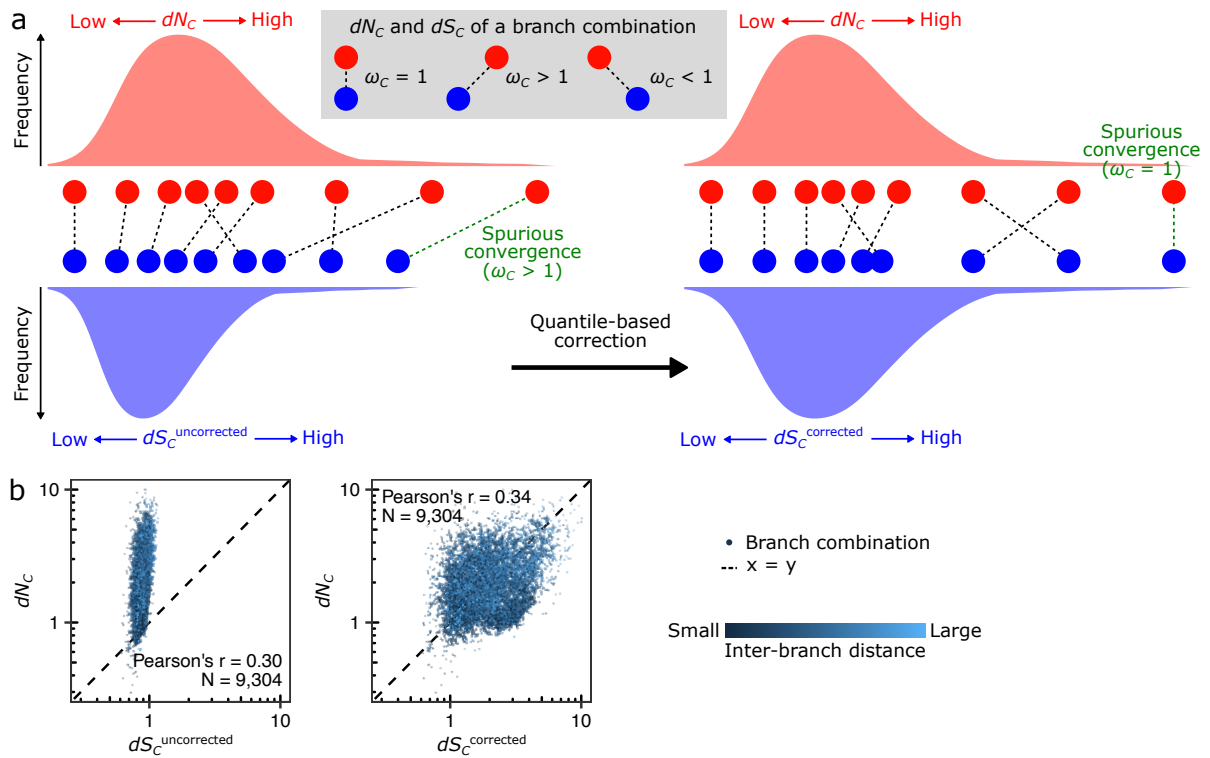 a
Low ← dN_C → High
Frequency
dN_C and dS_C of a branch combination
ω_C = 1
ω_C > 1
ω_C < 1
Low ← dN_C → High
Spurious
convergence
(ω_C = 1)
Spurious
convergence
(ω_C > 1)
Frequency
Quantile-based
correction
Low ← dS_C^uncorrected → High
Low ← dS_C^corrected → High
b
10
1
dN_C
Pearson's r = 0.30
N = 9,304
1
10
dS_C^uncorrected
10
1
dN_C
Pearson's r = 0.34
N = 9,304
1
10
dS_C^corrected
Branch combination
x = y
Small
Large
Inter-branch distance